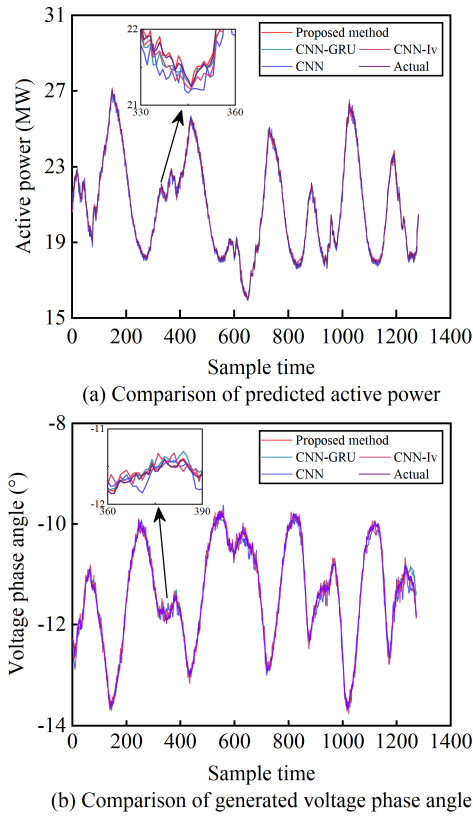 31
27
23
19
15
Active power (MW)
22
21
330
360
Proposed method
CNN-GRU
CNN-Iv
CNN
Actual
0
200
400
600
800
1000
1200
1400
Sample time
(a) Comparison of predicted active power
-8
-10
-12
-14
Voltage phase angle (°)
-11
-12
360
390
Proposed method
CNN-GRU
CNN-Iv
CNN
Actual
0
200
400
600
800
1000
1200
1400
Sample time
(b) Comparison of generated voltage phase angle